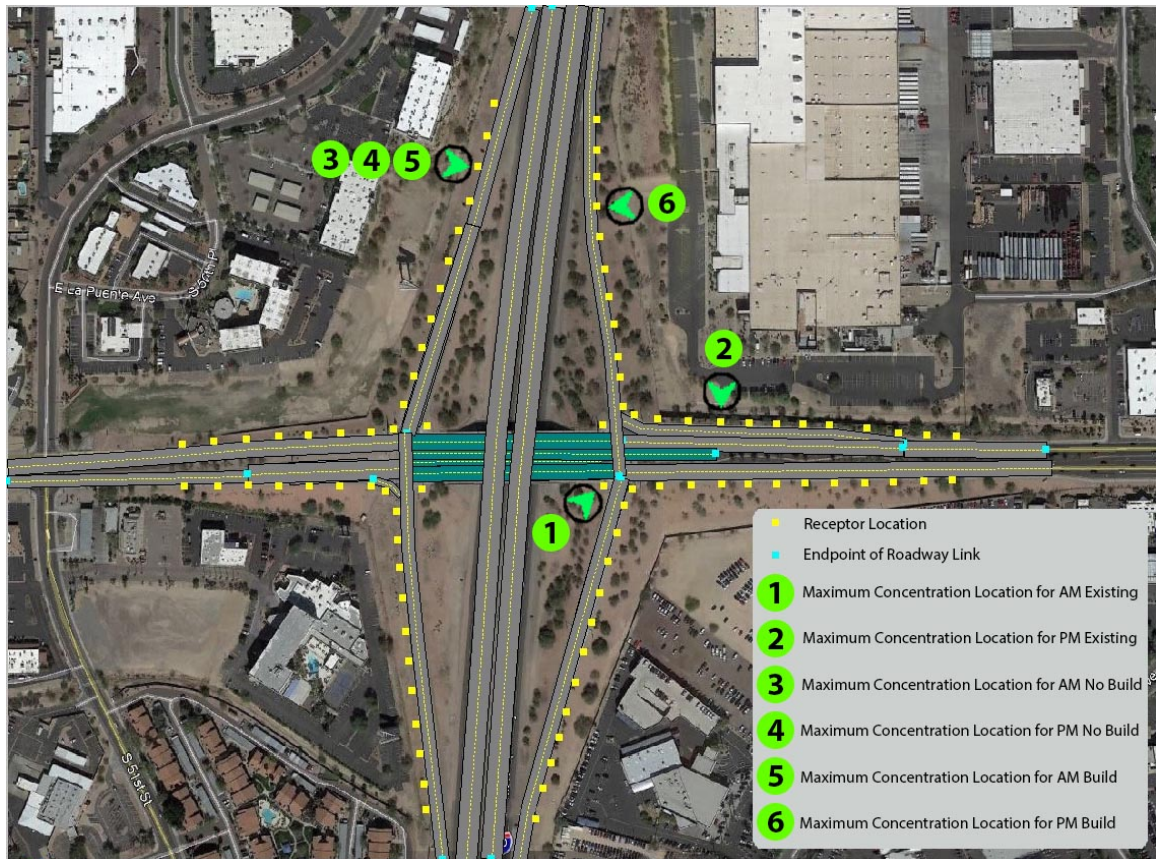 3 4 5
6
E La Puente Ave
S 54th Pl
2
1
S 51st St
Receptor Location
Endpoint of Roadway Link
1 Maximum Concentration Location for AM Existing
2 Maximum Concentration Location for PM Existing
3 Maximum Concentration Location for AM No Build
4 Maximum Concentration Location for PM No Build
5 Maximum Concentration Location for AM Build
6 Maximum Concentration Location for PM Build